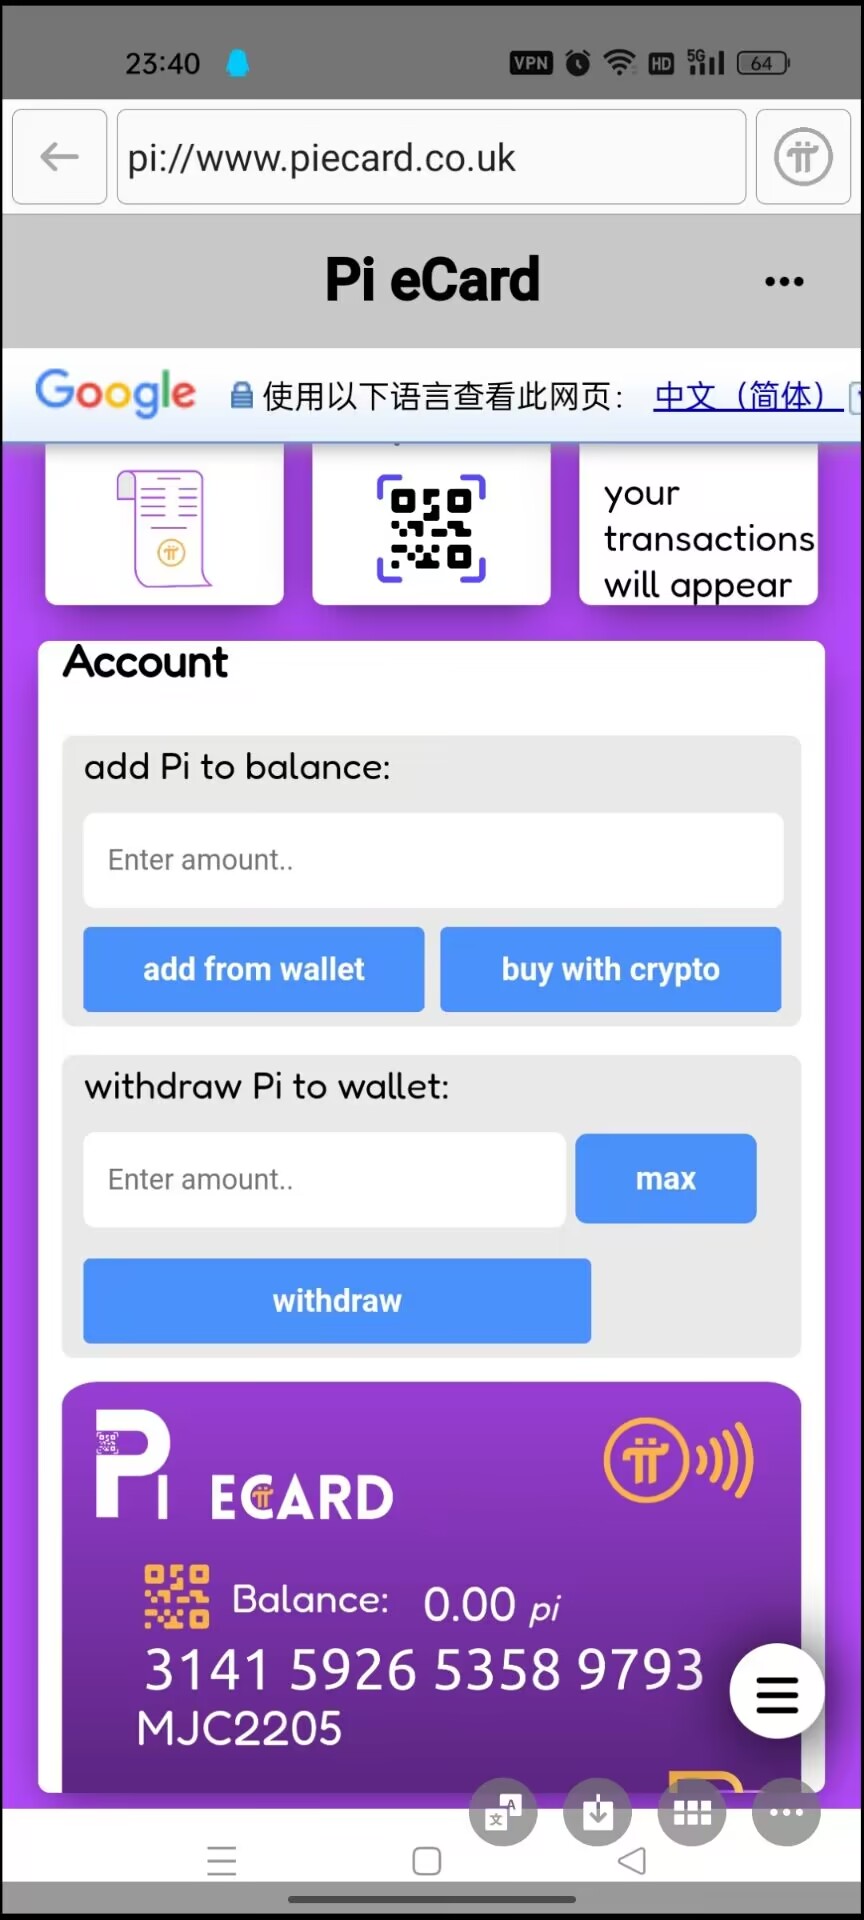 23:40 VPN HD 5G 64
pi://www.piecard.co.uk
Pi eCard
Google 使用以下语言查看此网页: 中文（简体）
your
transactions
will appear
Account
add Pi to balance:
Enter amount..
add from wallet buy with crypto
withdraw Pi to wallet:
Enter amount..
max
withdraw
Pi ECARD
Balance: 0.00 pi
3141 5926 5358 9793
MJC2205